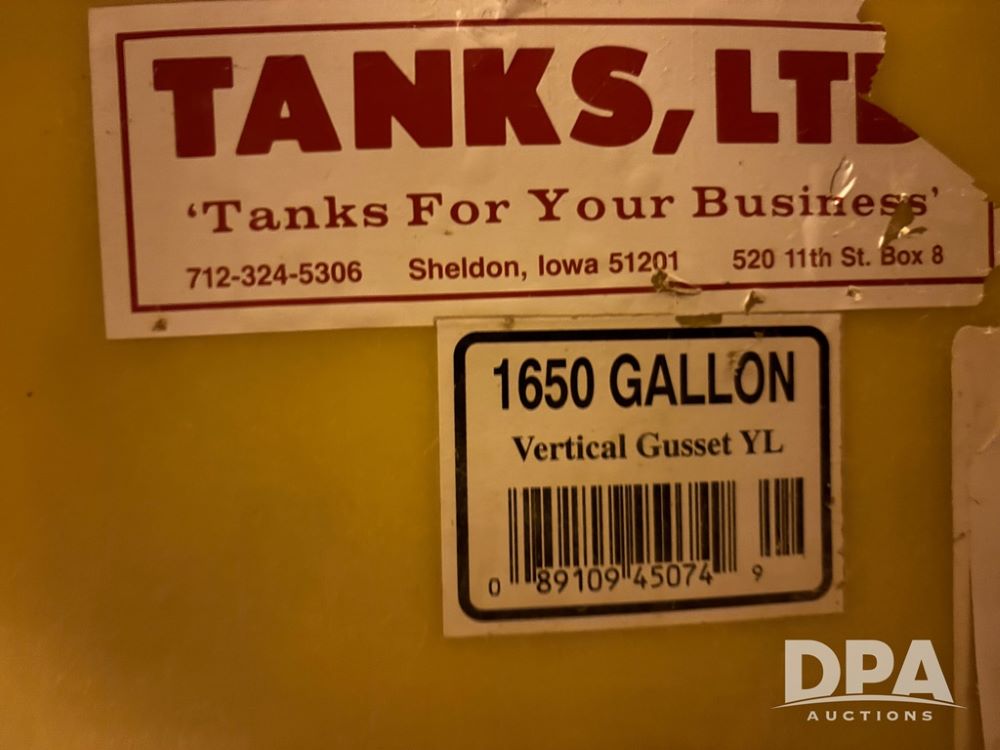 TANKS, LTD
'Tanks For Your Business'
712-324-5306 Sheldon, Iowa 51201 520 11th St. Box 8
1650 GALLON
Vertical Gusset YL
0 89109 45074 9
DPA
AUCTIONS